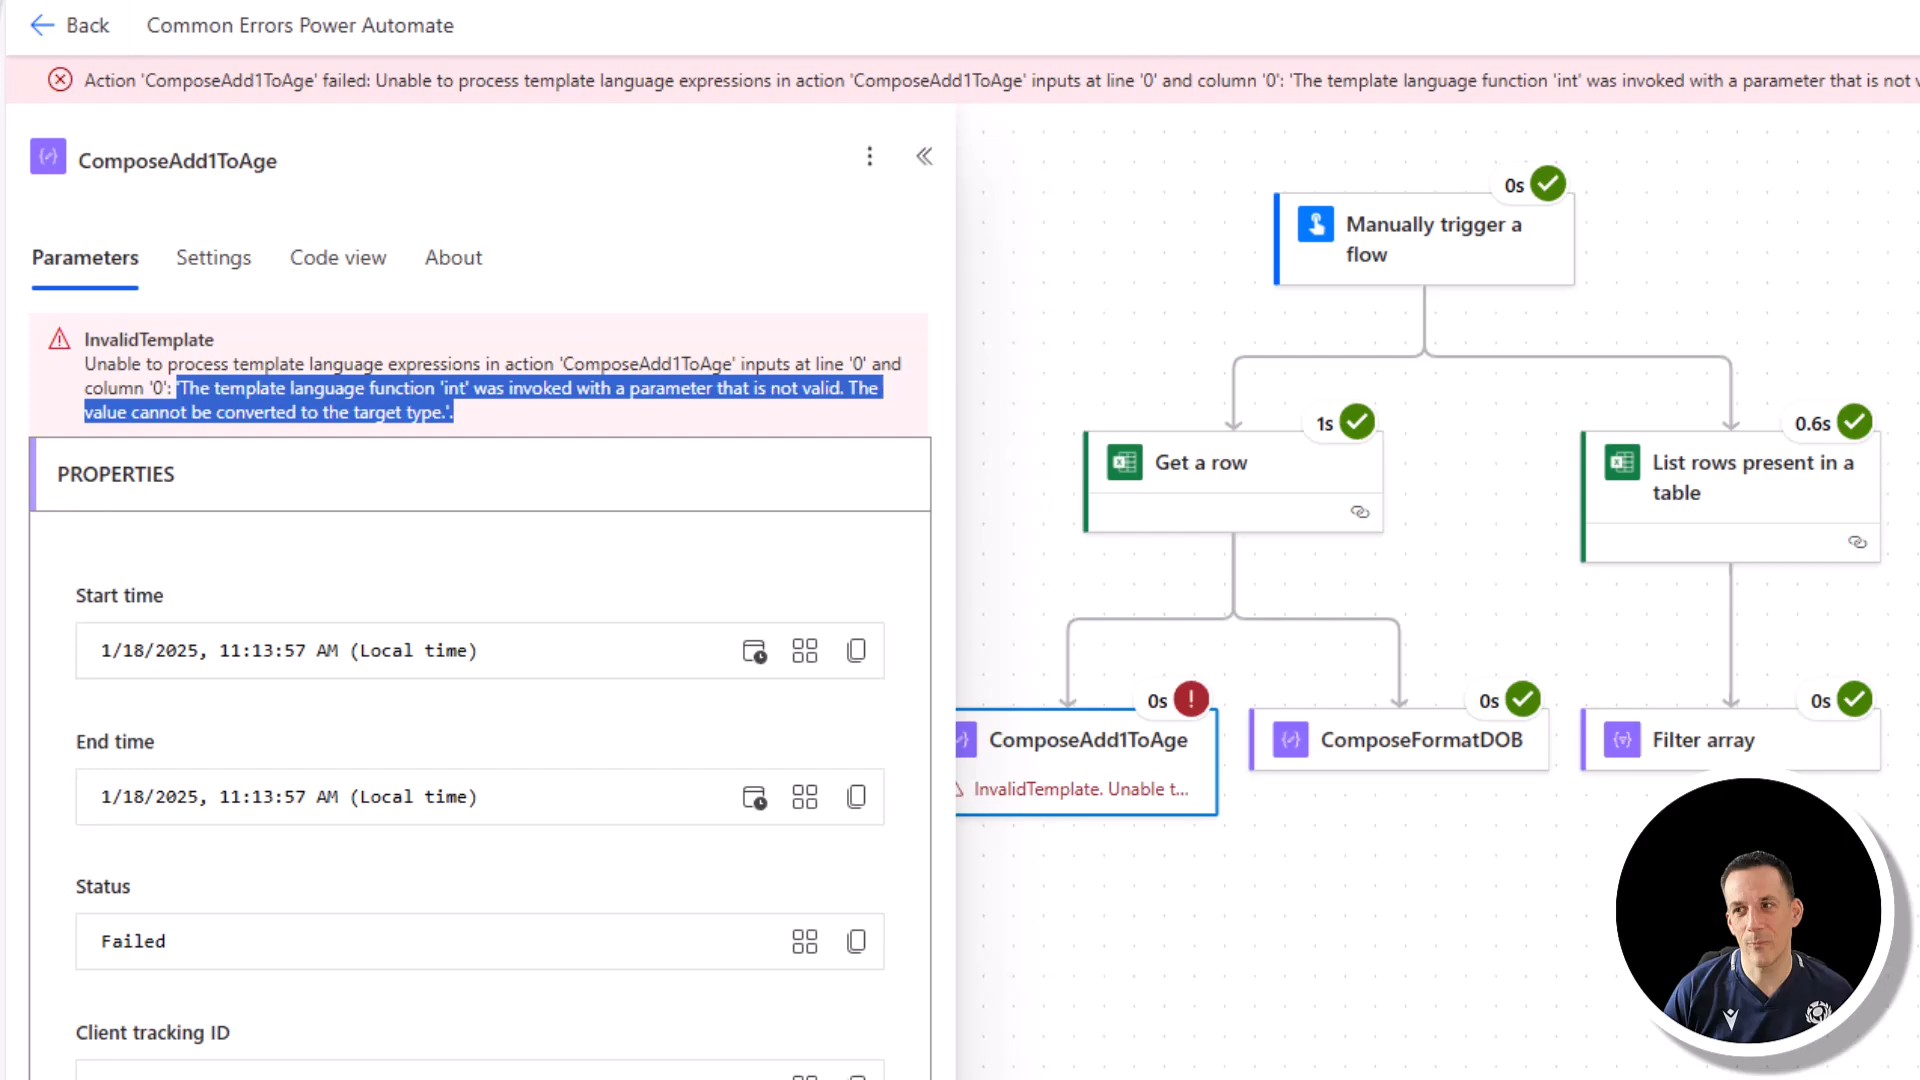 Back
Common Errors Power Automate
Action 'ComposeAdd1ToAge' failed: Unable to process template language expressions in action 'ComposeAdd1ToAge' inputs at line '0' and column '0': 'The template language function 'int' was invoked with a parameter that is not
ComposeAdd1ToAge
Parameters
Settings
Code view
About
InvalidTemplate
Unable to process template language expressions in action 'ComposeAdd1ToAge' inputs at line '0' and
column '0': 'The template language function 'int' was invoked with a parameter that is not valid. The
value cannot be converted to the target type.'.
PROPERTIES
Start time
1/18/2025, 11:13:57 AM (Local time)
End time
1/18/2025, 11:13:57 AM (Local time)
Status
Failed
Client tracking ID
0s
Manually trigger a
flow
1s
Get a row
0.6s
List rows present in a
table
0s
ComposeAdd1ToAge
InvalidTemplate. Unable t...
0s
ComposeFormatDOB
0s
Filter array